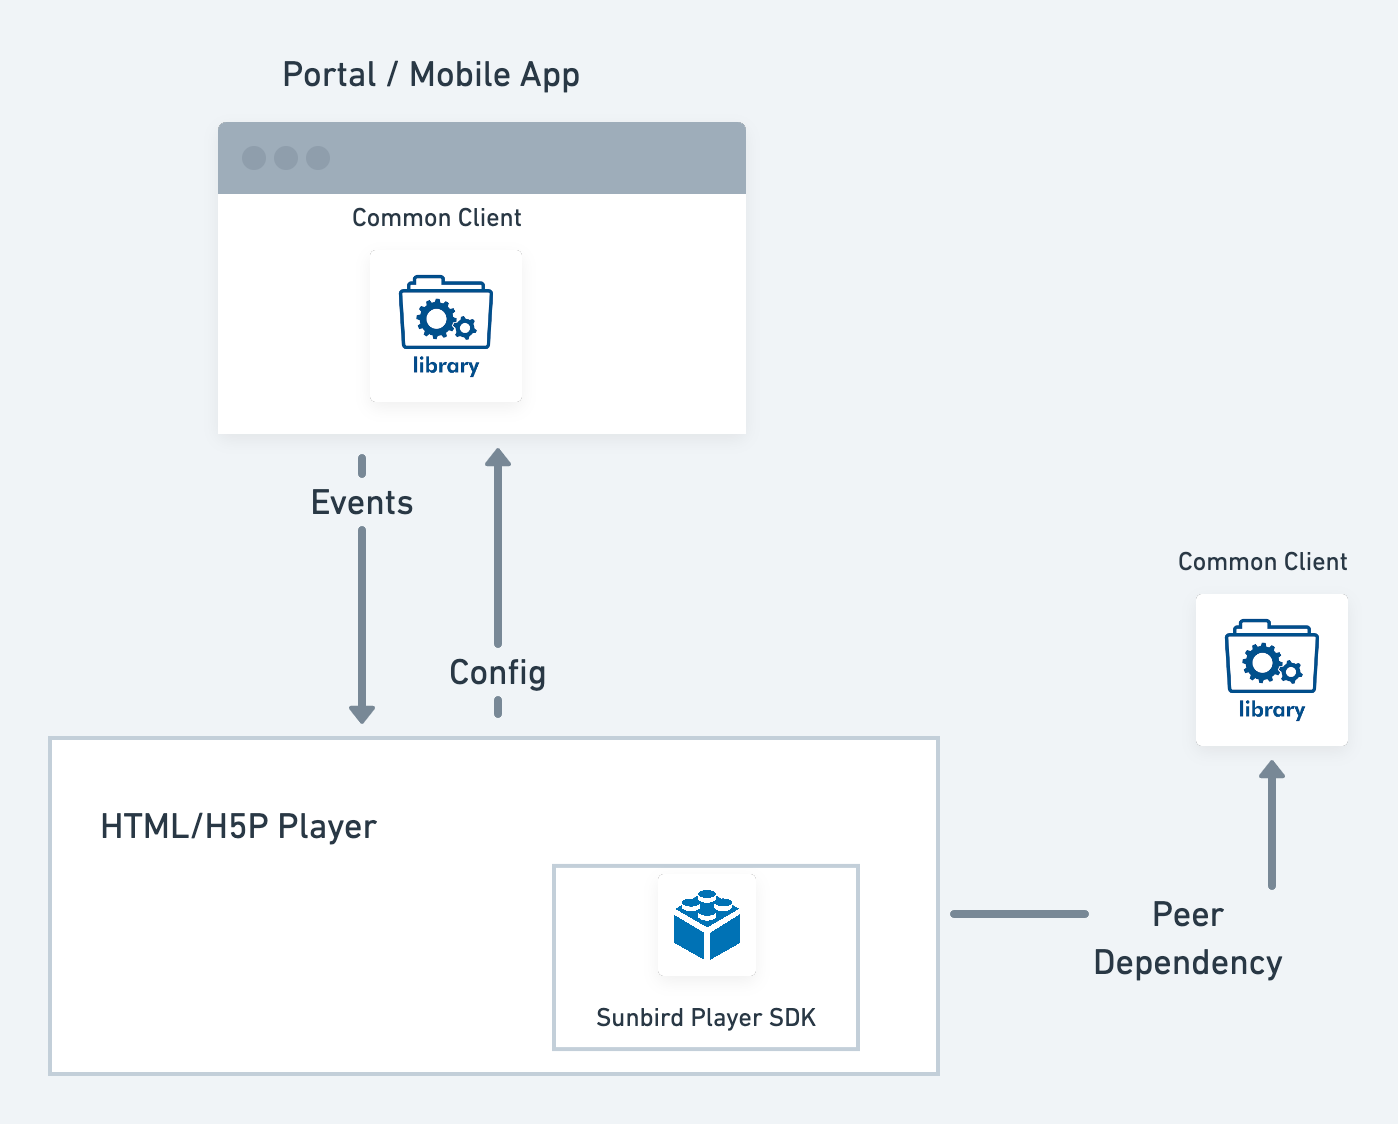 Portal / Mobile App
Common Client
library
Events
Config
Common Client
library
HTML/H5P Player
Sunbird Player SDK
Peer
Dependency